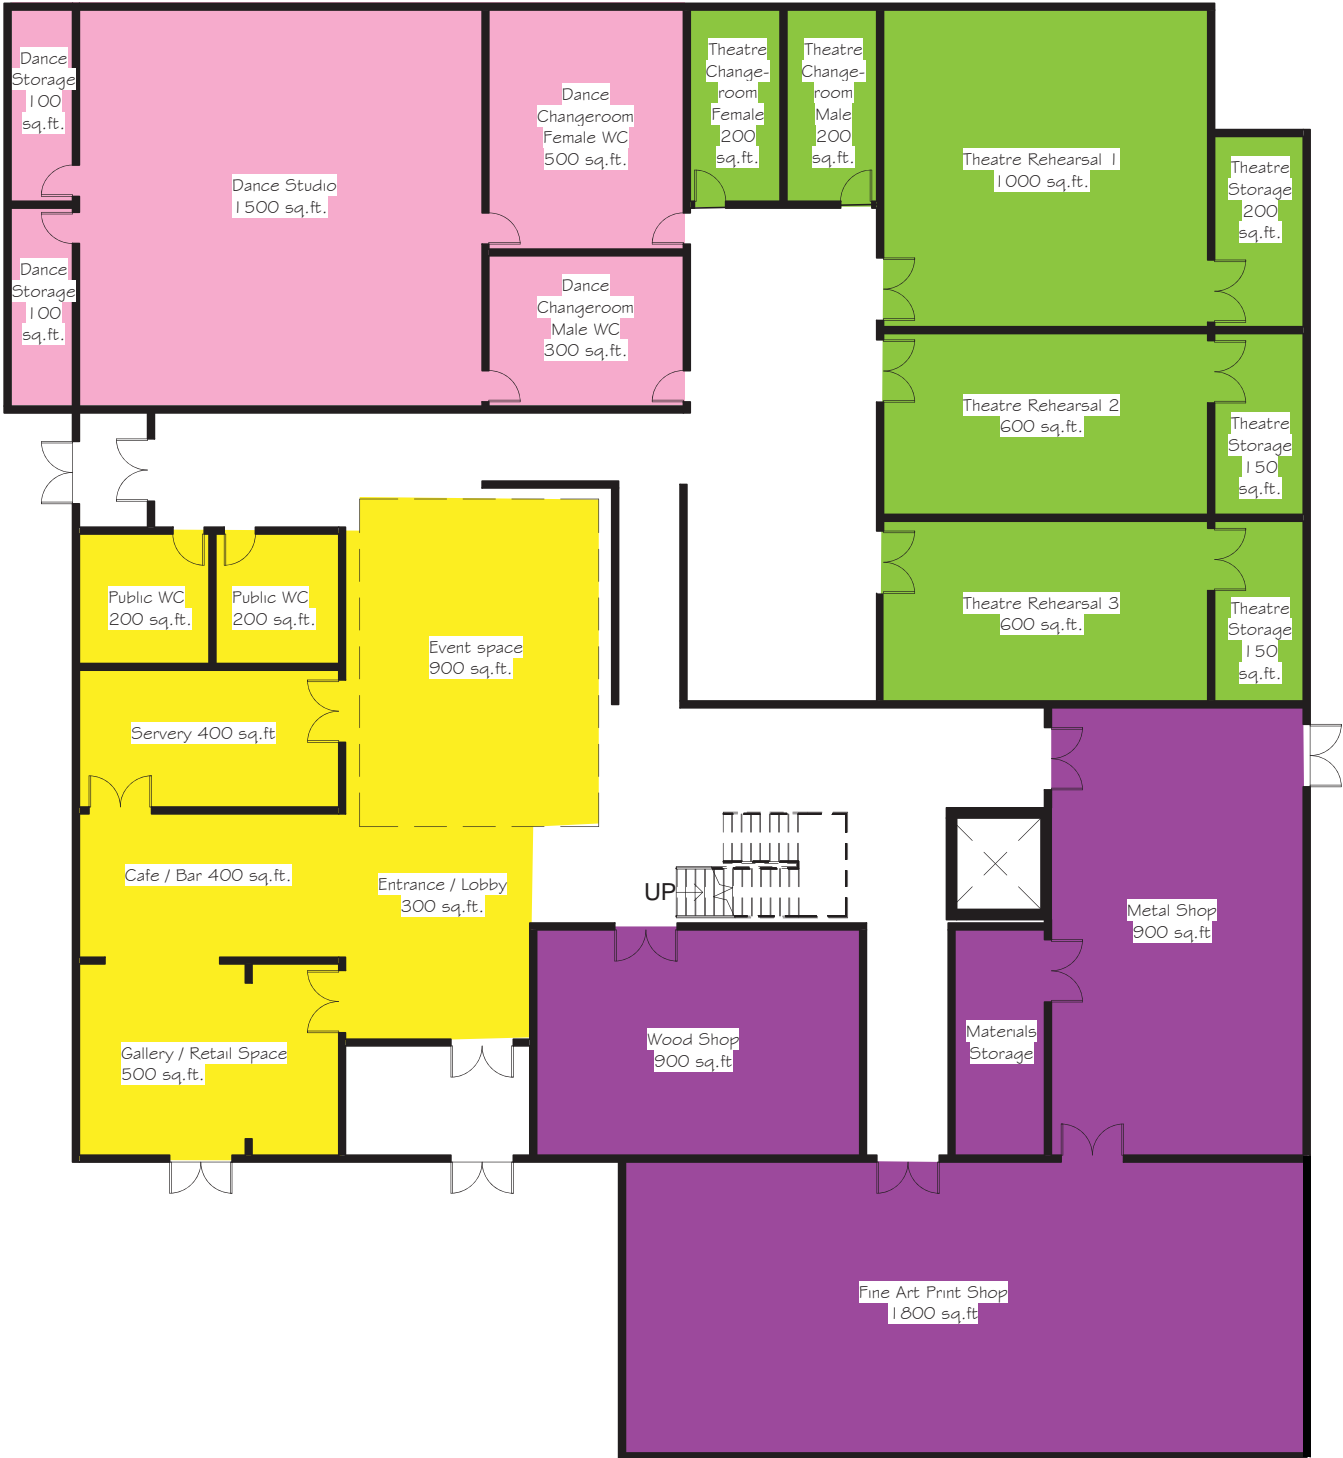 Dance
Storage
100
sq.ft.
Dance
Storage
100
sq.ft.
Dance Studio
1500 sq.ft.
Dance
Changeroom
Female WC
500 sq.ft.
Dance
Changeroom
Male WC
300 sq.ft.
Theatre
Change-
room
Female
200
sq.ft.
Theatre
Change-
room
Male
200
sq.ft.
Theatre Rehearsal 1
1000 sq.ft.
Theatre
Storage
200
sq.ft.
Theatre Rehearsal 2
600 sq.ft.
Theatre
Storage
150
sq.ft.
Theatre Rehearsal 3
600 sq.ft.
Theatre
Storage
150
sq.ft.
Public WC
200 sq.ft.
Public WC
200 sq.ft.
Event space
900 sq.ft.
Servery 400 sq.ft
Cafe / Bar 400 sq.ft.
Entrance / Lobby
300 sq.ft.
UP
Metal Shop
900 sq.ft
Gallery / Retail Space
500 sq.ft.
Wood Shop
900 sq.ft
Materials
Storage
Fine Art Print Shop
1800 sq.ft